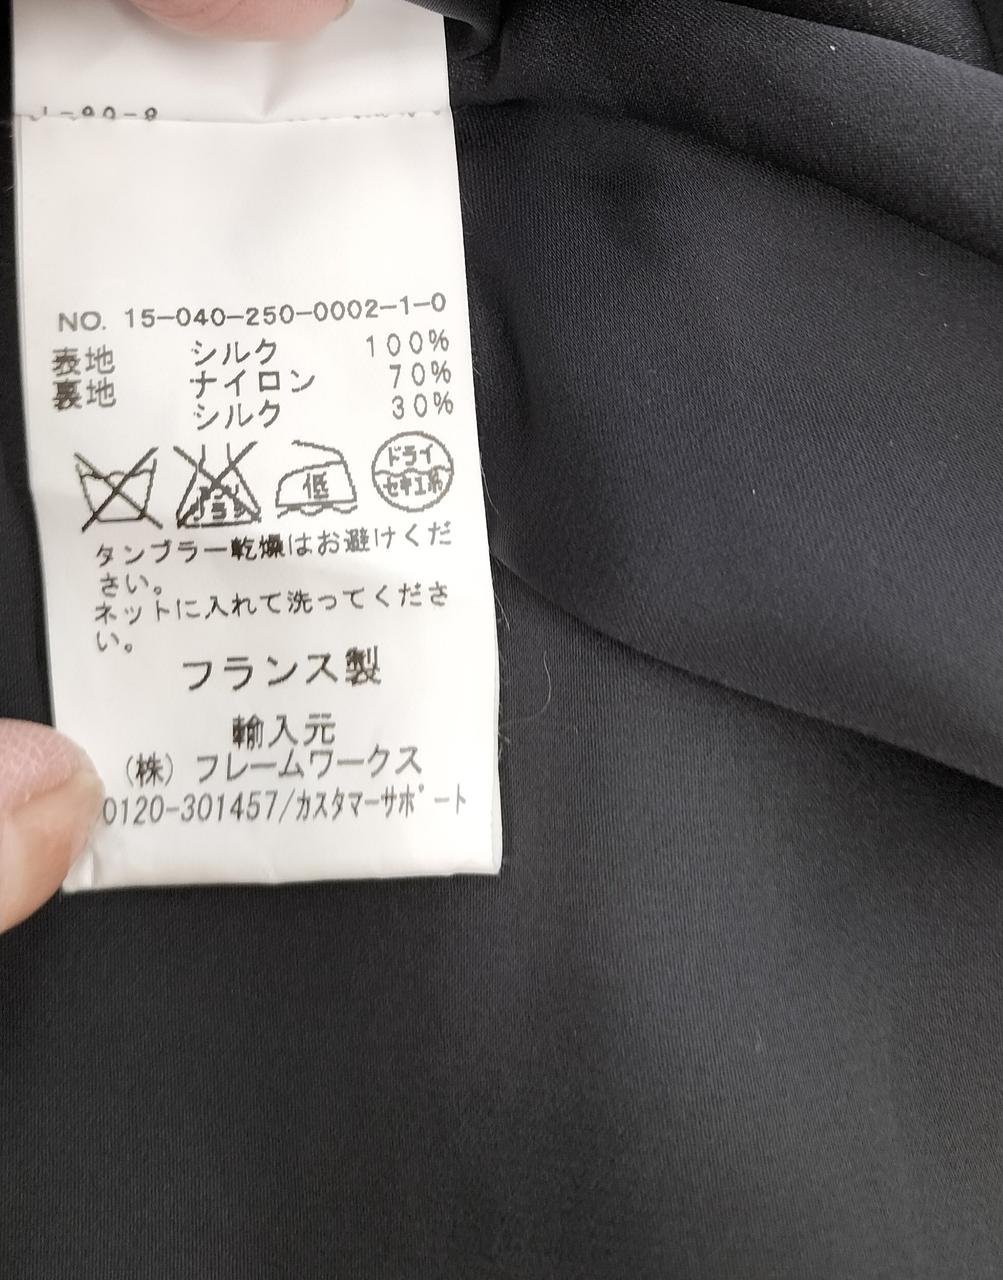 NO. 15-040-250-0002-1-0
表地 シルク 100%
裏地 ナイロン 70%
シルク 30%
低
ドライ
セキユ系
タンブラー乾燥はお避けくだ
さい。
ネットに入れて洗ってくださ
い。
フランス製
輸入元
(株) フレームワークス
0120-301457/カスタマーサポート